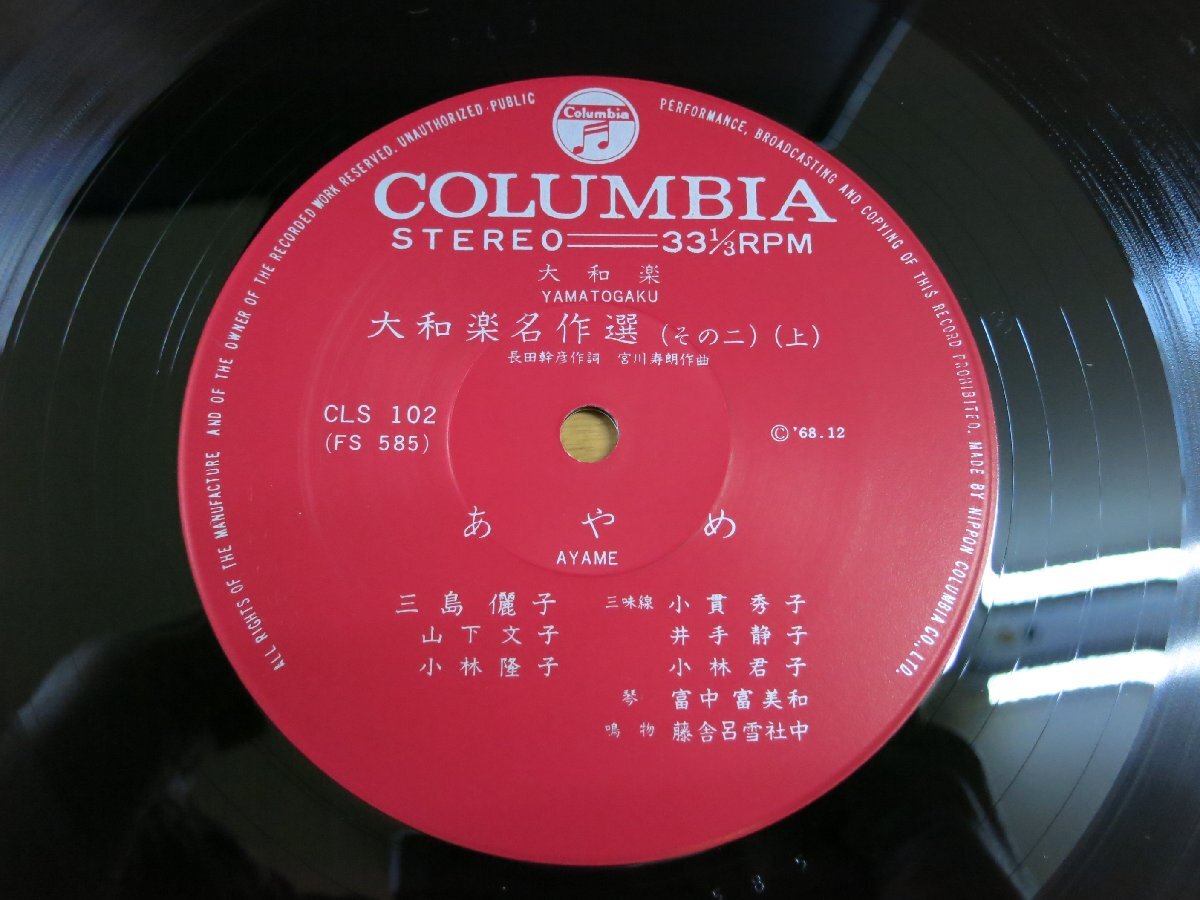 ALL RIGHTS OF THE MANUFACTURE AND OF THE OWNER OF THE RECORDED WORK RESERVED. UNAUTHORIZED PUBLIC PERFORMANCE, BROADCASTING AND COPYING OF THIS RECORD PROHIBITED. MADE BY NIPPON COLUMBIA CO., LTD.
Columbia
COLUMBIA
STEREO 33 1/3 RPM
大和楽
YAMATOGAKU
大和楽名作選(その二)(上)
長田幹彦作詞 宮川寿朗作曲
CLS 102
(FS 585)
©'68.12
あやめ
AYAME
三島儷子 三味線 小貫秀子
山下文子 井手静子
小林隆子 小林君子
琴 富中富美和
鳴物 藤舎呂雪社中